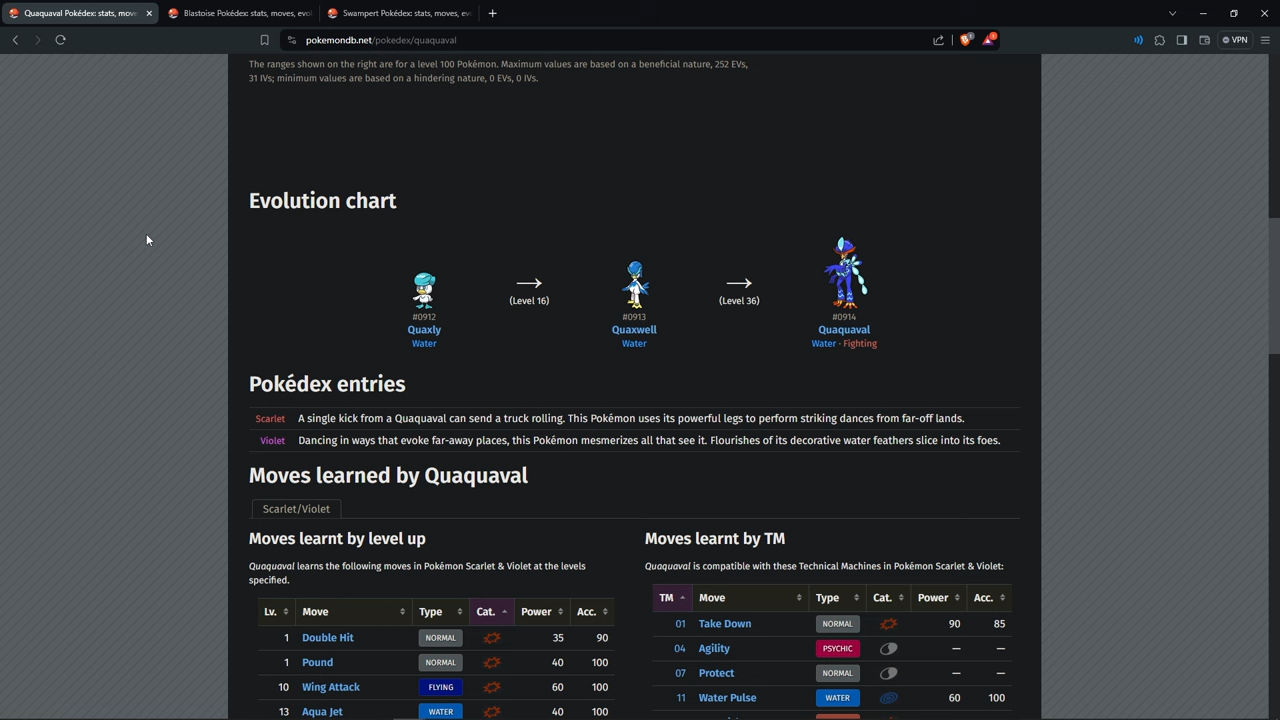 Quaquaval Pokédex: stats, move
Blastoise Pokédex: stats, moves, evol
Swampert Pokédex: stats, moves, ev
pokemondb.net/pokedex/quaquaval
VPN
The ranges shown on the right are for a level 100 Pokémon. Maximum values are based on a beneficial nature, 252 EVs,
31 IVs; minimum values are based on a hindering nature, 0 EVs, 0 IVs.
Evolution chart
(Level 16)
(Level 36)
#0912
#0913
#0914
Quaxly
Quaxwell
Quaquaval
Water
Water
Water · Fighting
Pokédex entries
Scarlet A single kick from a Quaquaval can send a truck rolling. This Pokémon uses its powerful legs to perform striking dances from far-off lands.
Violet Dancing in ways that evoke far-away places, this Pokémon mesmerizes all that see it. Flourishes of its decorative water feathers slice into its foes.
Moves learned by Quaquaval
Scarlet/Violet
Moves learnt by level up
Quaquaval learns the following moves in Pokémon Scarlet & Violet at the levels
specified.
Lv. Move Type Cat. Power Acc.
1 Double Hit NORMAL 35 90
1 Pound NORMAL 40 100
10 Wing Attack FLYING 60 100
13 Aqua Jet WATER 40 100
Moves learnt by TM
Quaquaval is compatible with these Technical Machines in Pokémon Scarlet & Violet:
TM Move Type Cat. Power Acc.
01 Take Down NORMAL 90 85
04 Agility PSYCHIC — —
07 Protect NORMAL — —
11 Water Pulse WATER 60 100